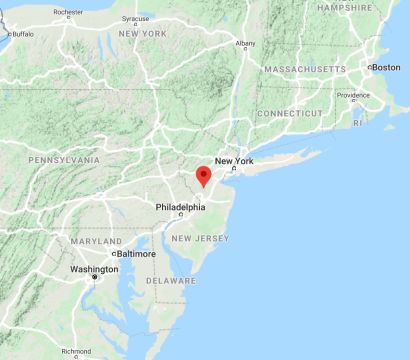 HAMPSHIRE
Rochester
Syracuse
Buffalo
NEW YORK
Albany
MASSACHUSETTS
Boston
Providence
CONNECTICUT
RI
PENNSYLVANIA
New York
Philadelphia
NEW JERSEY
MARYLAND
Baltimore
Washington
DELAWARE
Richmond